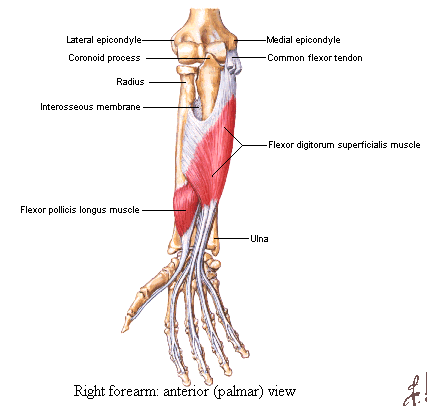 Lateral epicondyle
Medial epicondyle
Coronoid process
Common flexor tendon
Radius
Interosseous membrane
Flexor digitorum superficialis muscle
Flexor pollicis longus muscle
Ulna
Right forearm: anterior (palmar) view